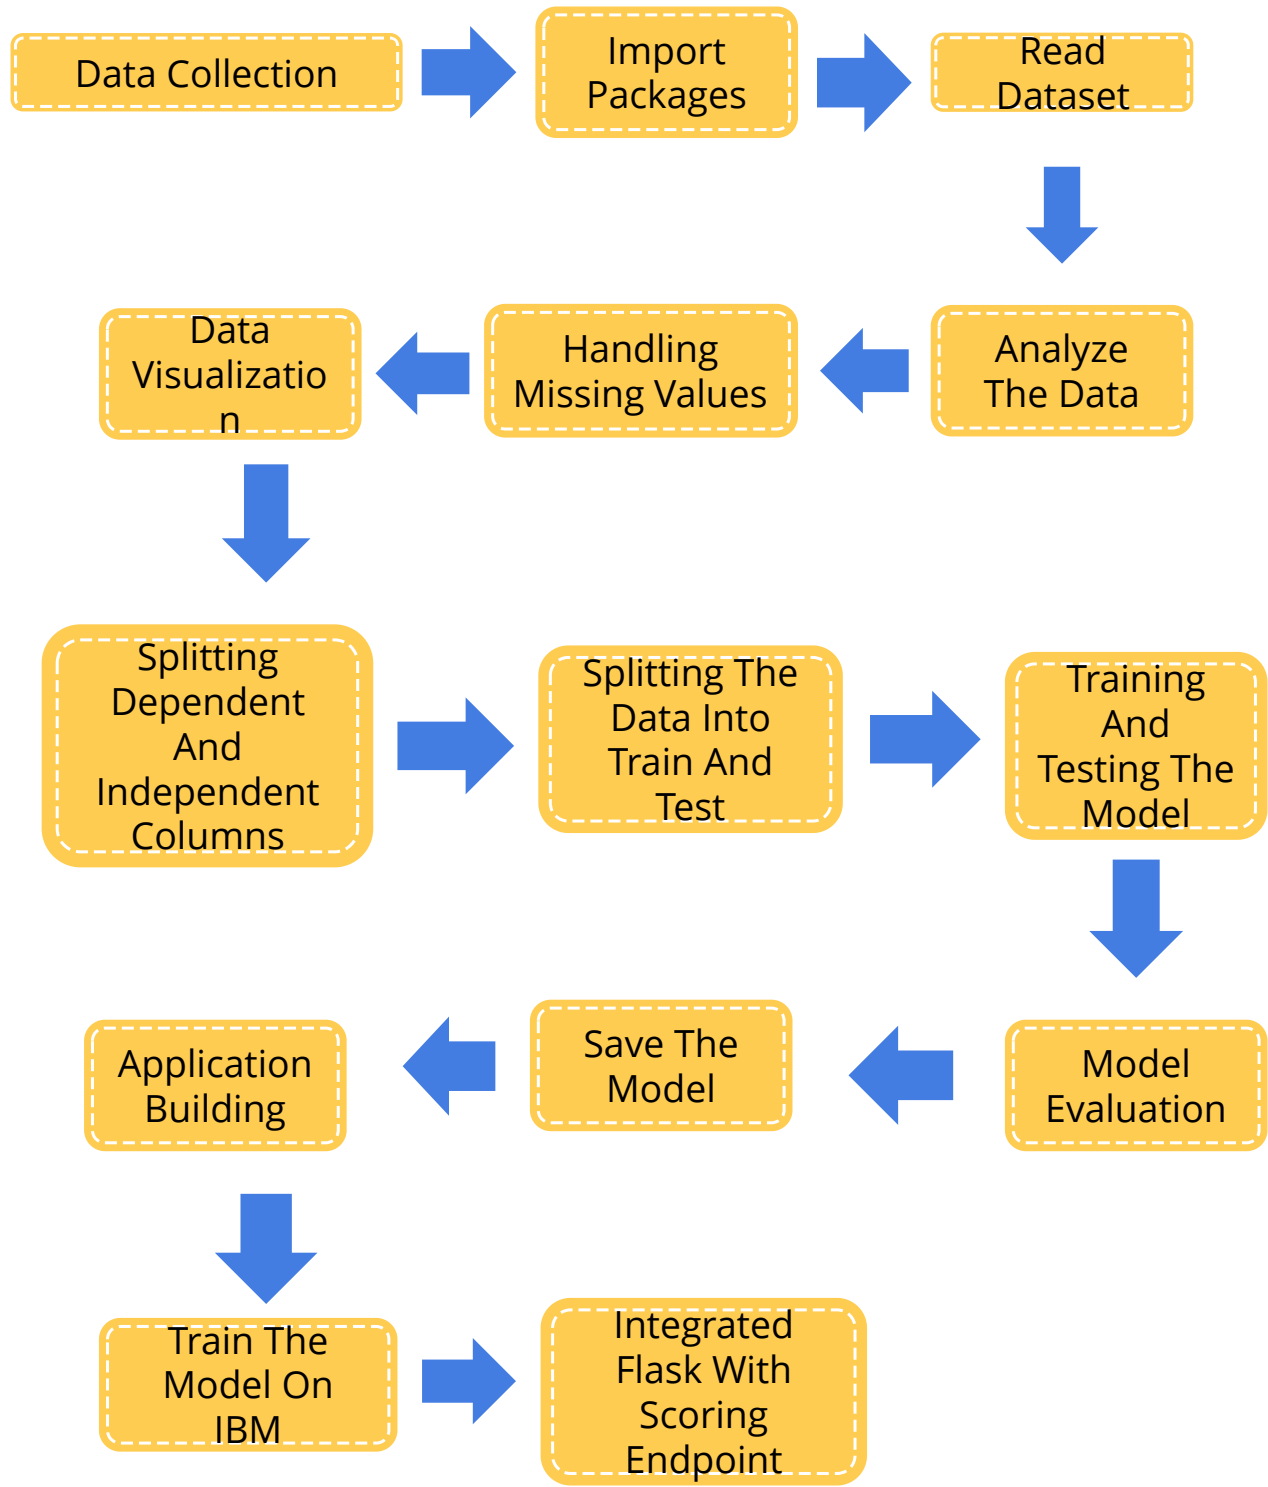 Data Collection
Import
Packages
Read
Dataset
Data
Visualizatio
n
Handling
Missing Values
Analyze
The Data
Splitting
Dependent
And
Independent
Columns
Splitting The
Data Into
Train And
Test
Training
And
Testing The
Model
Application
Building
Save The
Model
Model
Evaluation
Train The
Model On
IBM
Integrated
Flask With
Scoring
Endpoint